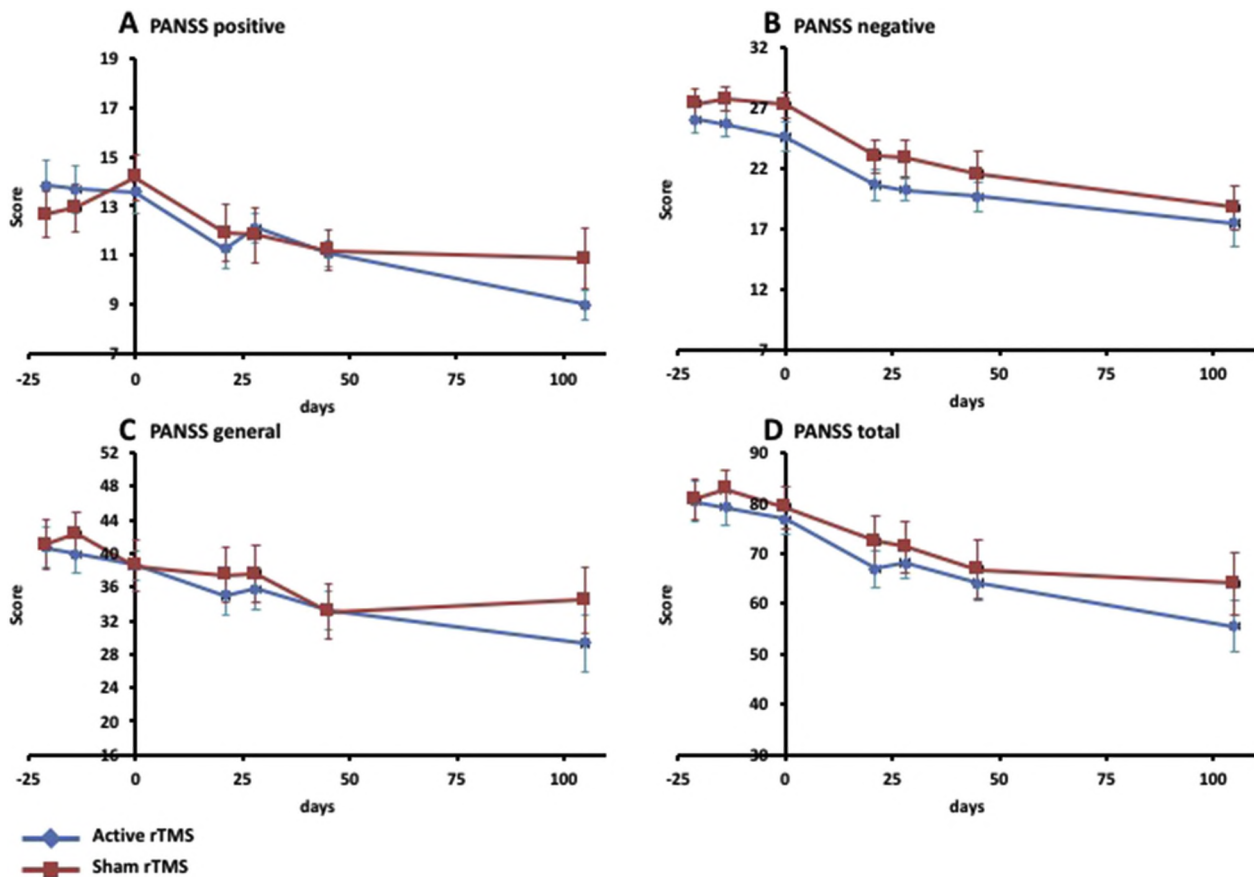 A PANSS positive
19
17
15
13
11
9
7
Score
-25 0 25 50 75 100
days
B PANSS negative
32
27
22
17
12
7
Score
-25 0 25 50 75 100
days
C PANSS general
52
48
44
40
36
32
28
24
20
16
Score
-25 0 25 50 75 100
days
D PANSS total
90
80
70
60
50
40
30
Score
-25 0 25 50 75 100
days
Active rTMS
Sham rTMS